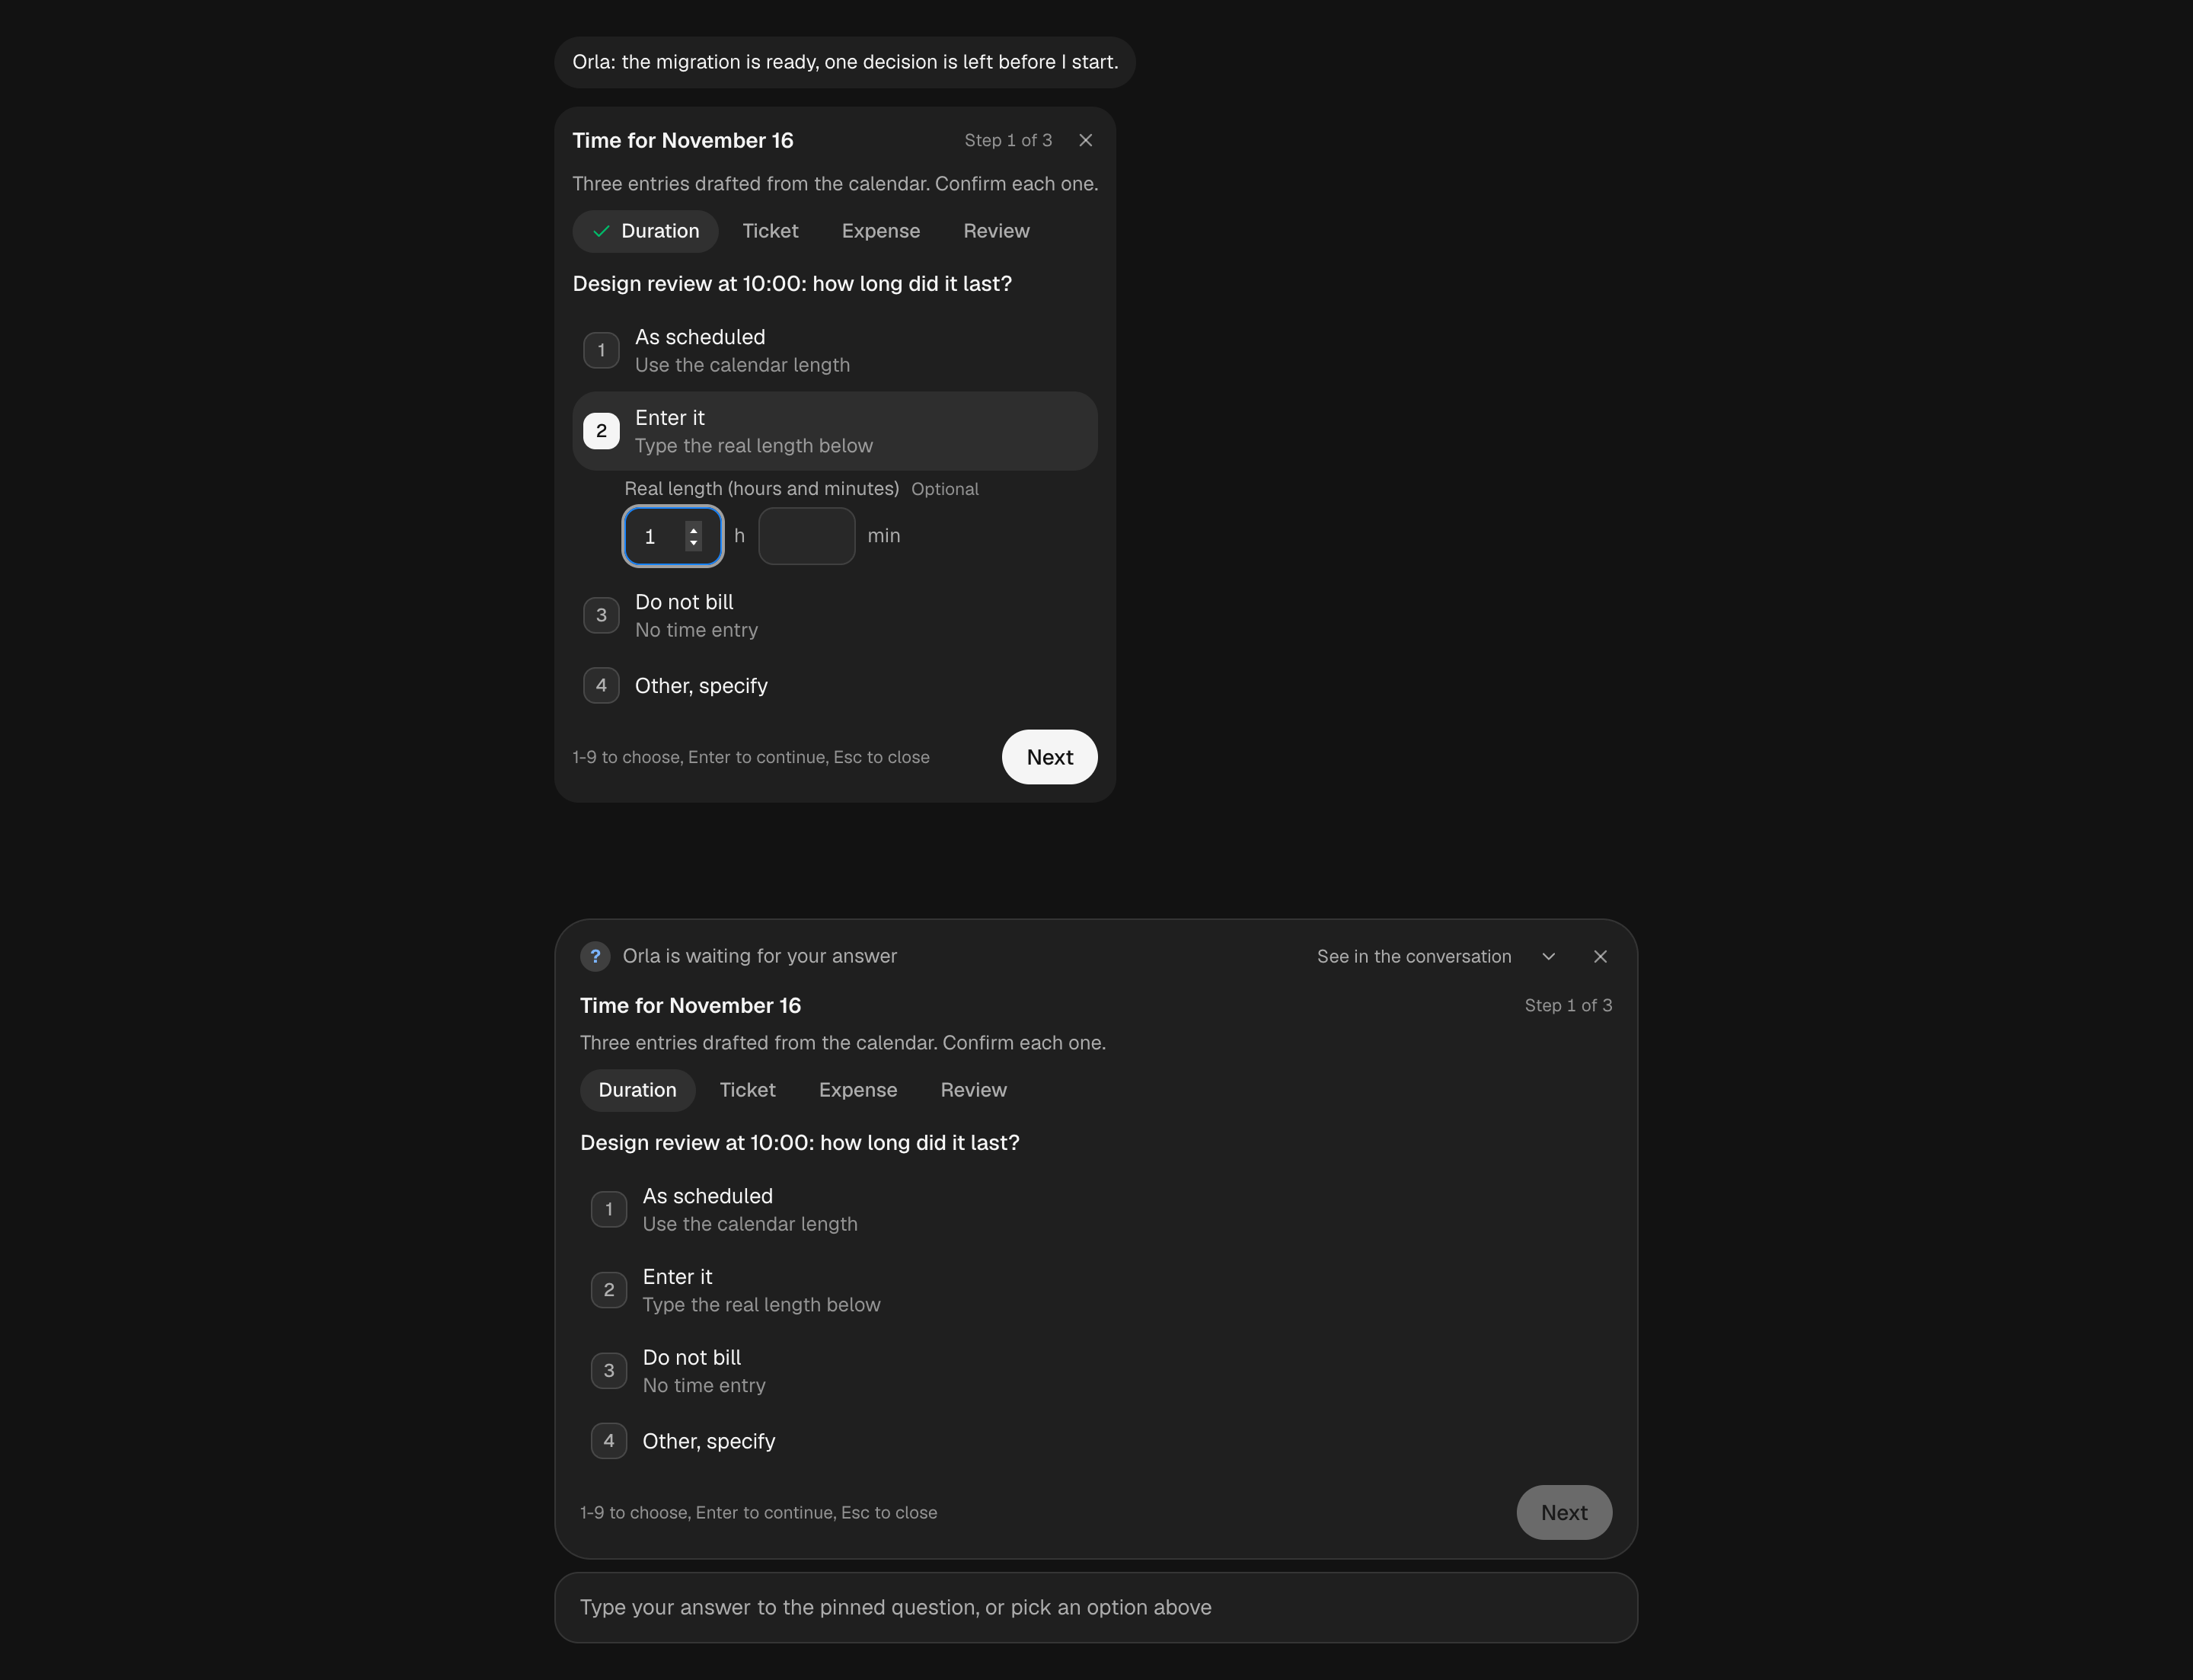 Orla: the migration is ready, one decision is left before I start.
Time for November 16
Step 1 of 3
Three entries drafted from the calendar. Confirm each one.
Duration
Ticket
Expense
Review
Design review at 10:00: how long did it last?
1
As scheduled
Use the calendar length
2
Enter it
Type the real length below
Real length (hours and minutes)
Optional
1
h
min
3
Do not bill
No time entry
4
Other, specify
1-9 to choose, Enter to continue, Esc to close
Next
?
Orla is waiting for your answer
See in the conversation
Time for November 16
Step 1 of 3
Three entries drafted from the calendar. Confirm each one.
Duration
Ticket
Expense
Review
Design review at 10:00: how long did it last?
1
As scheduled
Use the calendar length
2
Enter it
Type the real length below
3
Do not bill
No time entry
4
Other, specify
1-9 to choose, Enter to continue, Esc to close
Next
Type your answer to the pinned question, or pick an option above